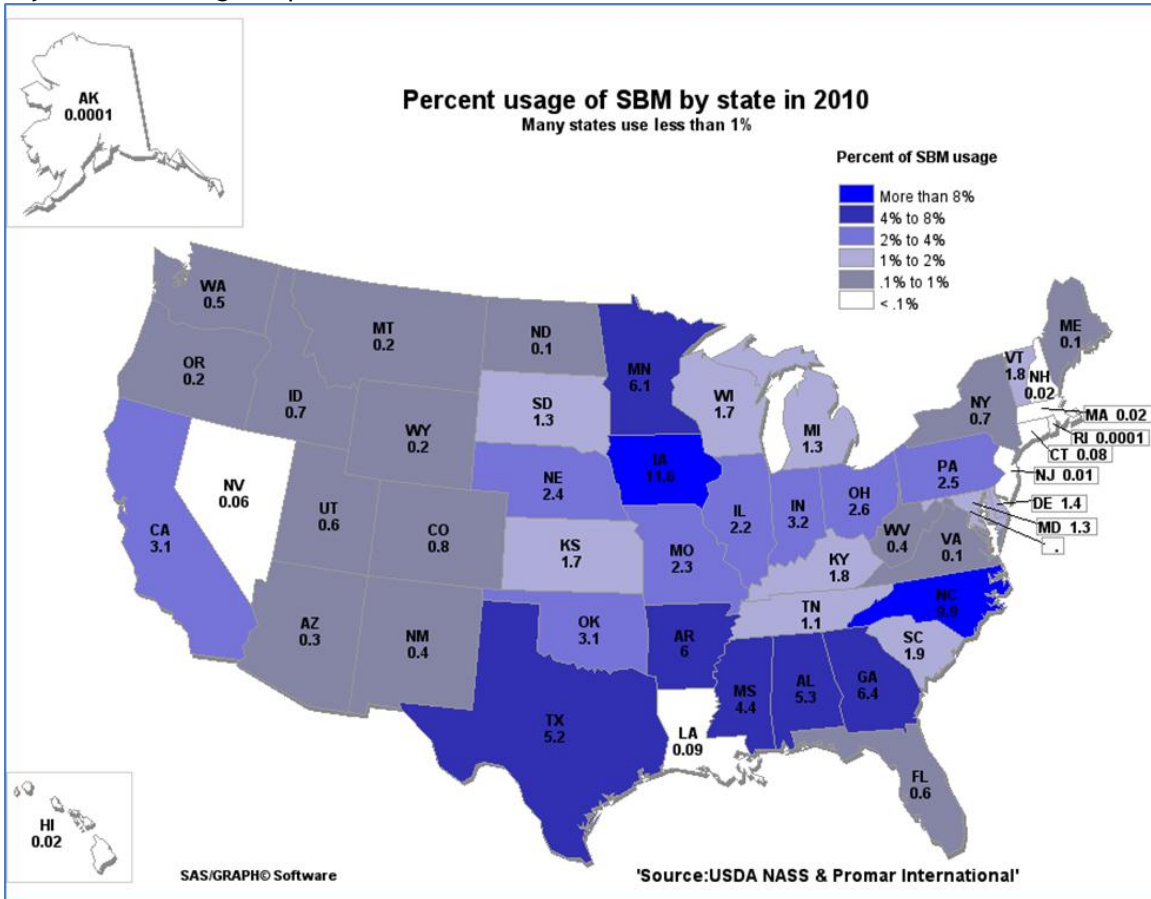 AK
0.0001
Percent usage of SBM by state in 2010
Many states use less than 1%
Percent of SBM usage
More than 8%
4% to 8%
2% to 4%
1% to 2%
.1% to 1%
< .1%
WA
0.5
MT
0.2
ND
0.1
MN
6.1
ME
0.1
VT
1.8
NH
0.02
OR
0.2
ID
0.7
SD
1.3
WI
1.7
MI
1.3
NY
0.7
MA 0.02
RI 0.0001
CT 0.08
NJ 0.01
WY
0.2
IA
11.6
NE
2.4
PA
2.5
DE 1.4
MD 1.3
.
NV
0.06
UT
0.6
CO
0.8
CA
3.1
IL
2.2
IN
3.2
OH
2.6
WV
0.4
VA
0.1
KS
1.7
MO
2.3
KY
1.8
NC
9.9
TN
1.1
AZ
0.3
NM
0.4
OK
3.1
AR
6
SC
1.9
MS
4.4
AL
5.3
GA
6.4
TX
5.2
LA
0.09
FL
0.6
HI
0.02
SAS/GRAPH© Software
'Source:USDA NASS & Promar International'